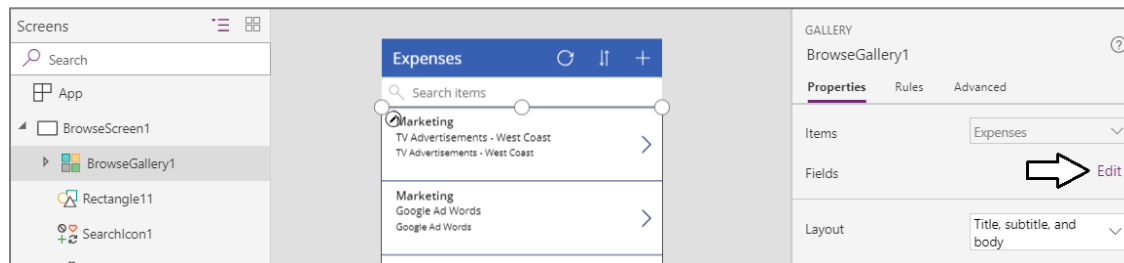 Screens
Search
App
BrowseScreen1
BrowseGallery1
Rectangle11
SearchIcon1
Expenses
Search items
Marketing
TV Advertisements - West Coast
TV Advertisements - West Coast
Marketing
Google Ad Words
Google Ad Words
GALLERY
BrowseGallery1
?
Properties Rules Advanced
Items Expenses
Fields Edit
Layout Title, subtitle, and
body